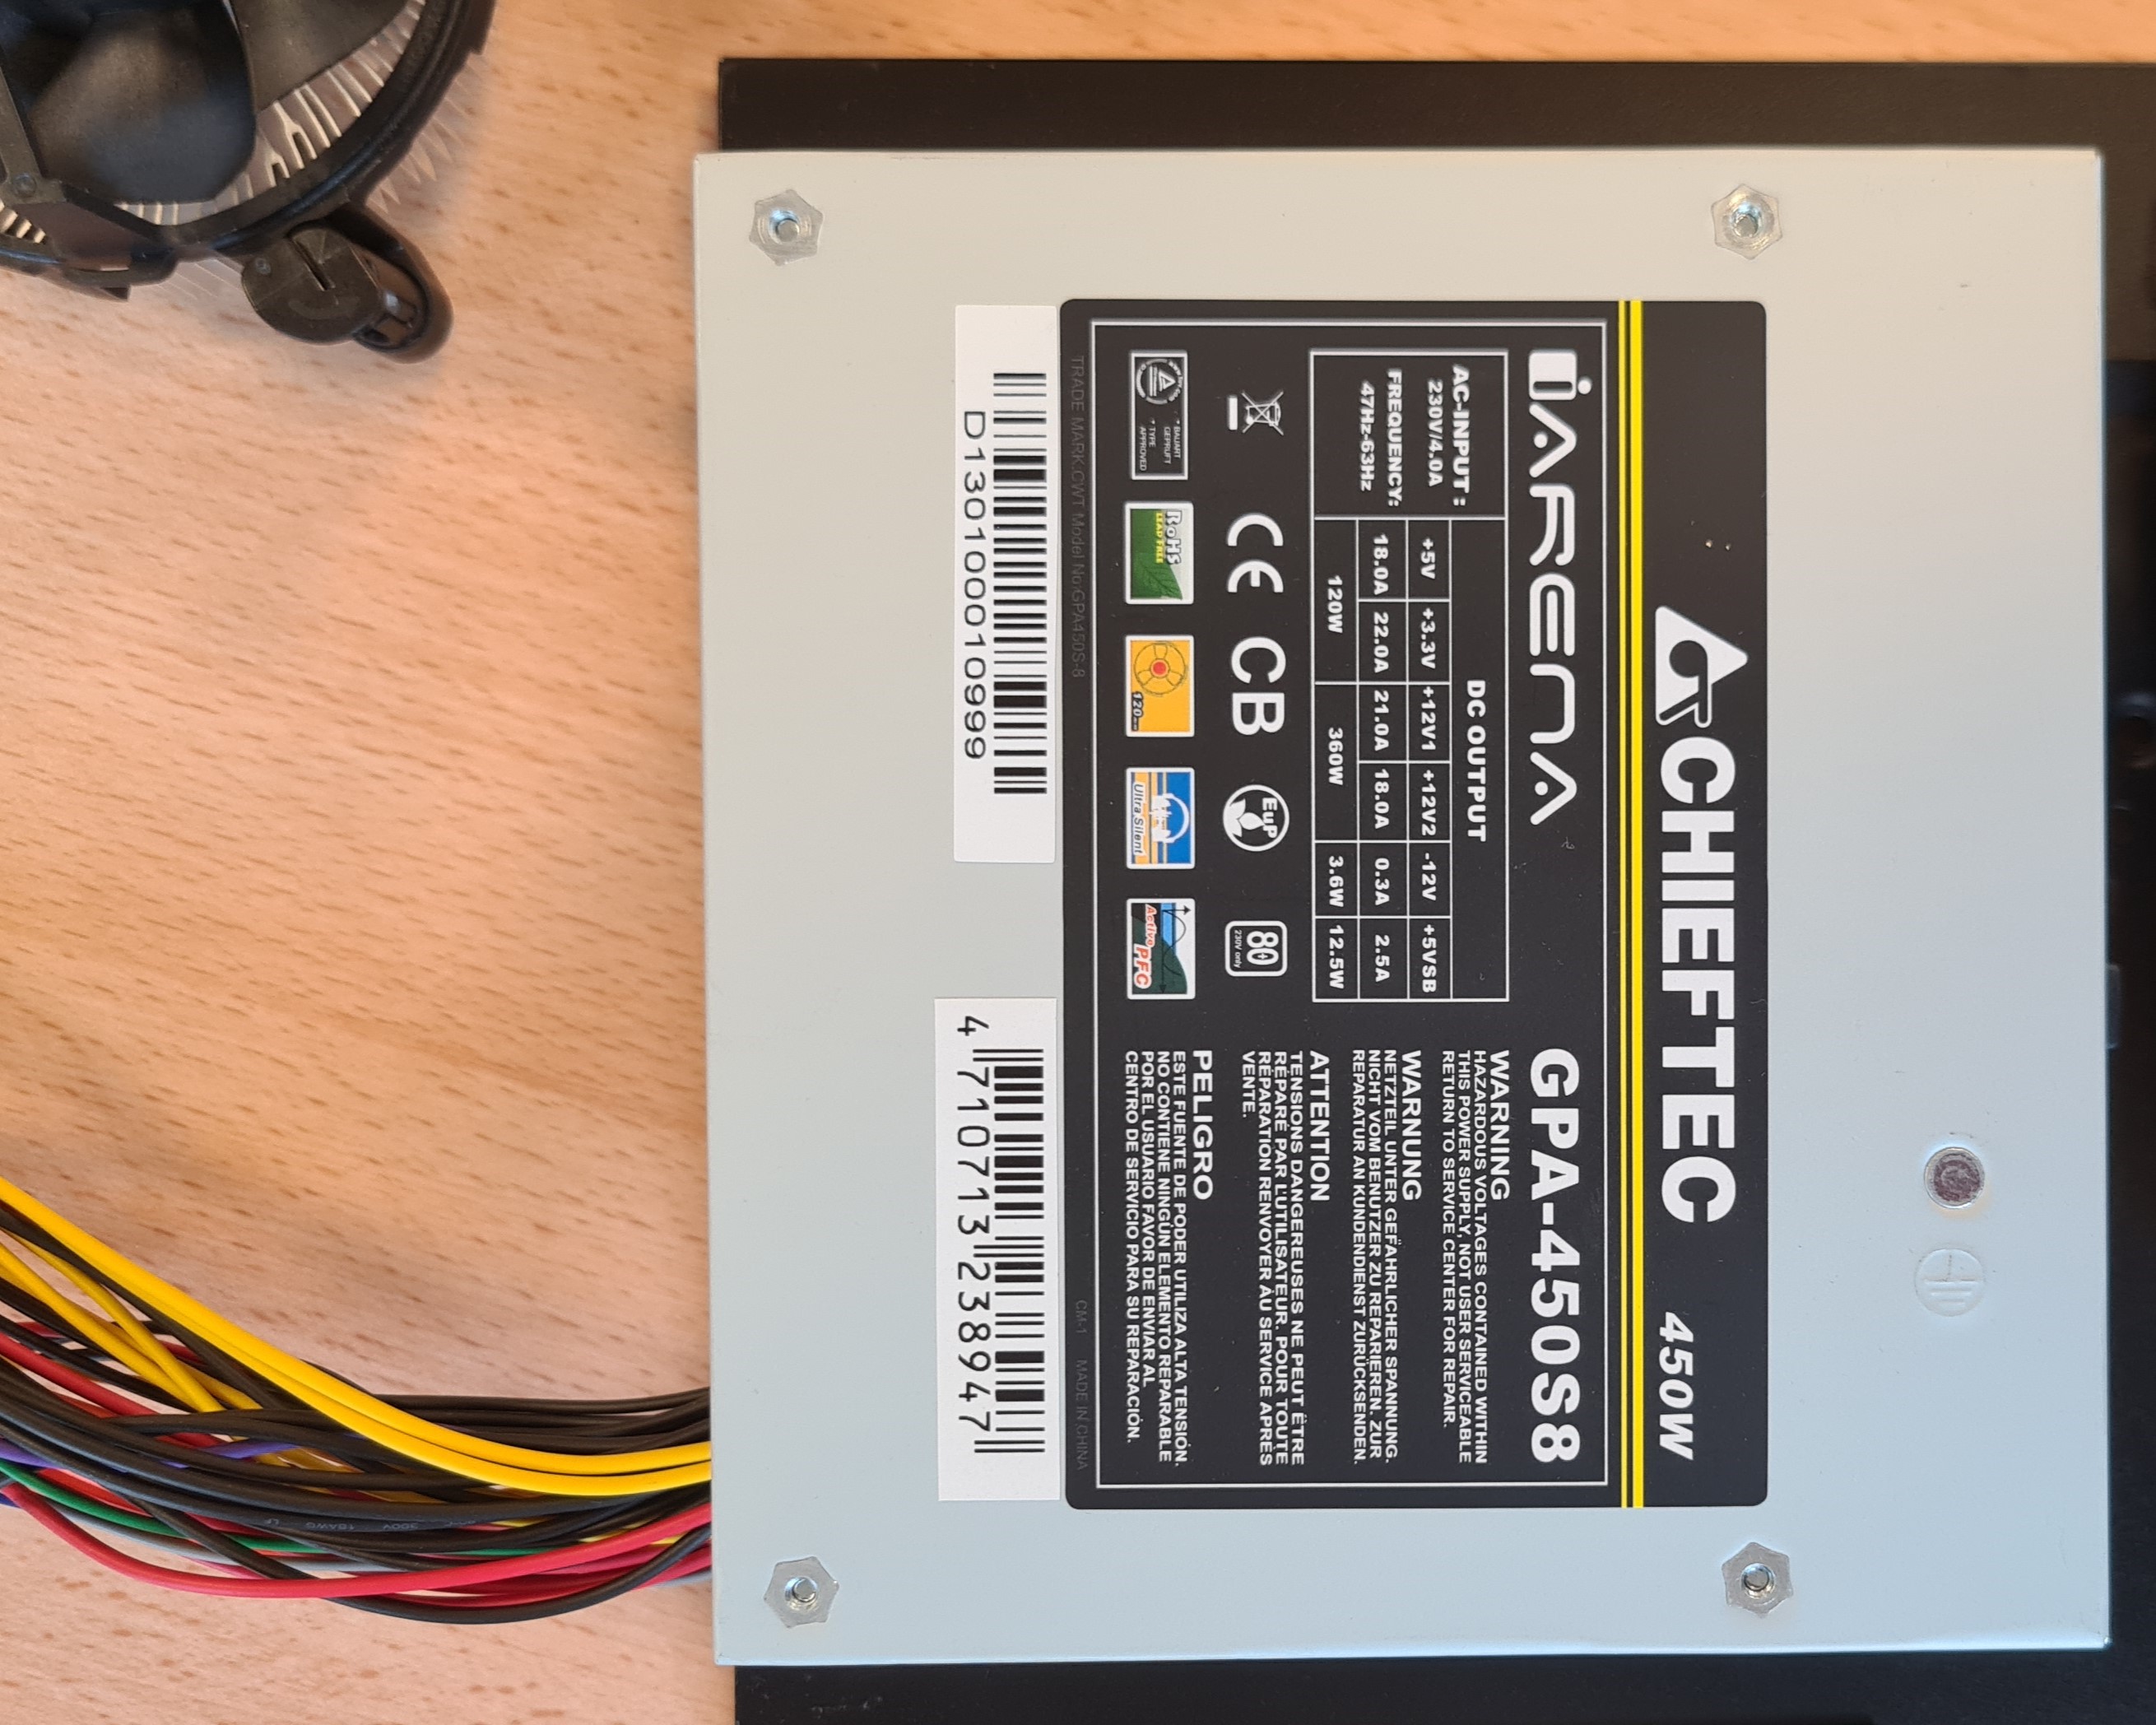 CHIEFTEC 450W
iARENA
GPA-450S8
AC-INPUT:
230V/4.0A
FREQUENCY:
47Hz-63Hz
DC OUTPUT
+5V +3.3V +12V1 +12V2 -12V +5VSB
18.0A 22.0A 21.0A 18.0A 0.3A 2.5A
120W 360W 3.6W 12.5W
CE CB EuP 80+
230V only
BAUART
GEPRÜFT
TYPE
APPROVED
RoHS
LEAD FREE
120mm
Ultra Silent
Active
PFC
WARNING
HAZARDOUS VOLTAGES CONTAINED WITHIN
THIS POWER SUPPLY, NOT USER SERVICEABLE
RETURN TO SERVICE CENTER FOR REPAIR.
WARNUNG
NETZTEIL UNTER GEFÄHRLICHER SPANNUNG.
NICHT VOM BENUTZER ZU REPARIEREN. ZUR
REPARATUR AN KUNDENDIENST ZURÜCKSENDEN.
ATTENTION
TENSIONS DANGEREUSES NE PEUT ËTRE
RÉPARÉ PAR L'UTILISATEUR. POUR TOUTE
RÉPARATION RENVOYER ÀU SERVICE APRÉS
VENTE.
PELIGRO
ESTE FUENTE DE PODER UTILIZA ALTA TENSIÓN.
NO CONTIENE NINGÙN ELEMENTO REPARABLE
POR EL USUARIO FAVOR DE ENVIAR AL
CENTRO DE SERVICIO PARA SU REPARACIÓN.
TRADE MARK:CWT Model No:GPA450S-8
CM-1 MADE IN CHINA
D130100010999
4 710713 238947